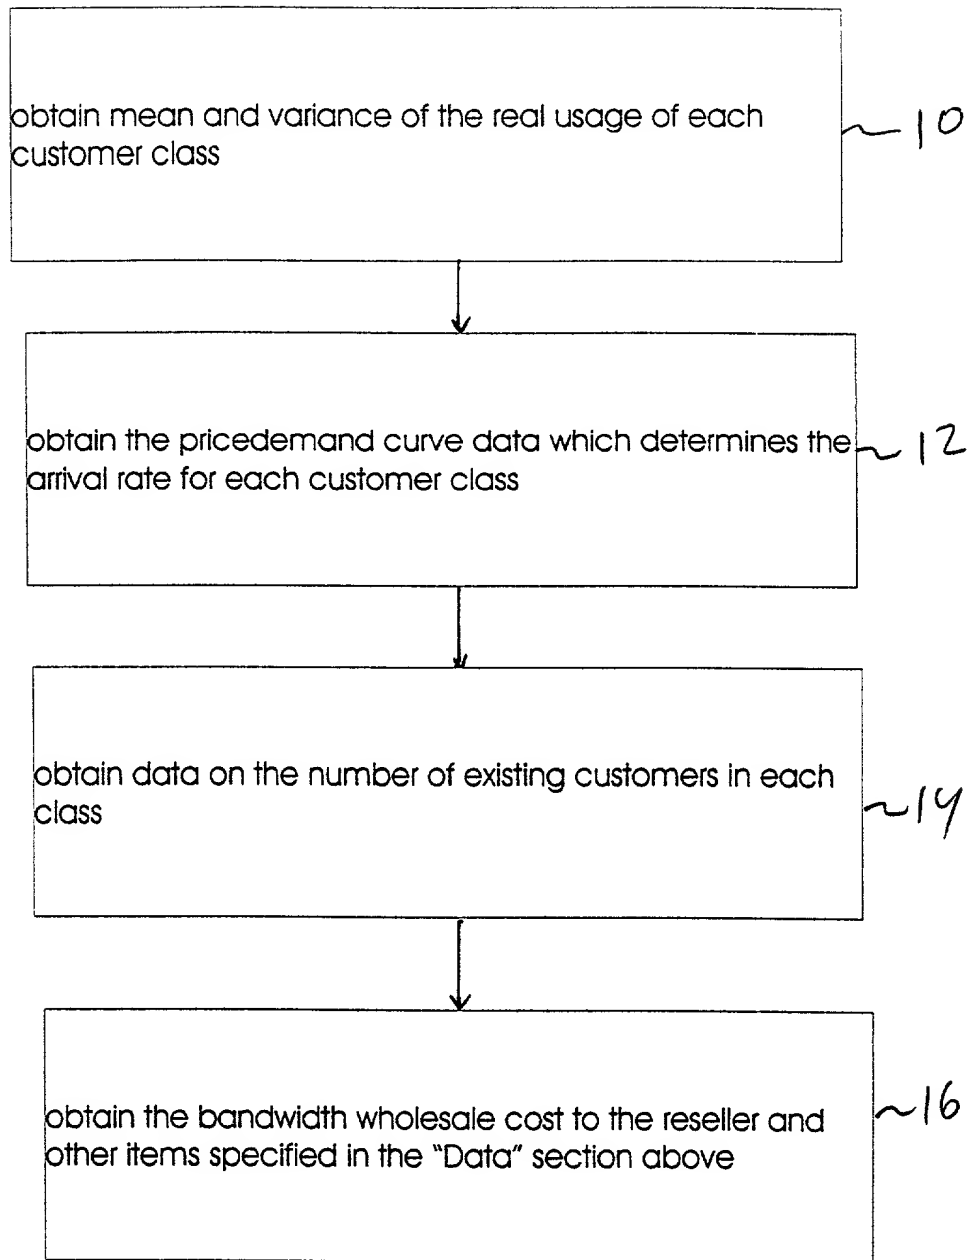 obtain mean and variance of the real usage of each
customer class
10
obtain the pricedemand curve data which determines the
arrival rate for each customer class
12
obtain data on the number of existing customers in each
class
14
obtain the bandwidth wholesale cost to the reseller and
other items specified in the "Data" section above
16